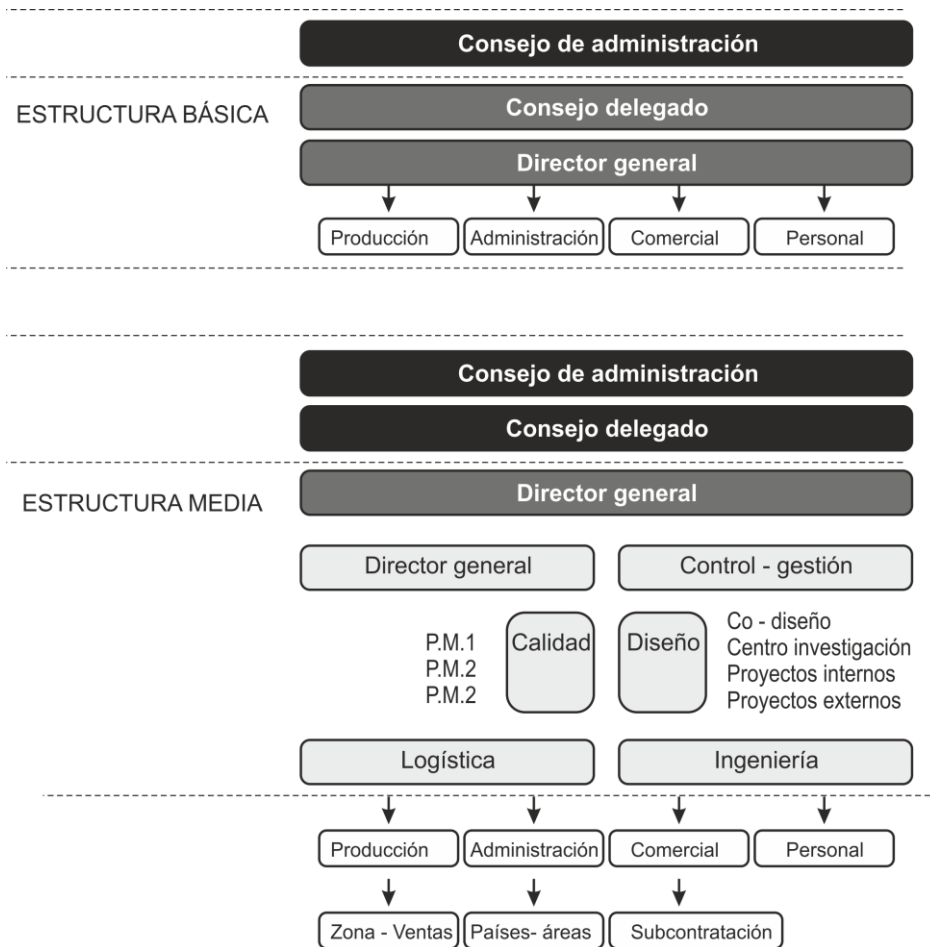 Consejo de administración
ESTRUCTURA BÁSICA
Consejo delegado
Director general
Producción
Administración
Comercial
Personal
Consejo de administración
Consejo delegado
ESTRUCTURA MEDIA
Director general
Director general
Control - gestión
P.M.1
P.M.2
P.M.2
Calidad
Diseño
Co - diseño
Centro investigación
Proyectos internos
Proyectos externos
Logística
Ingeniería
Producción
Administración
Comercial
Personal
Zona - Ventas
Países- áreas
Subcontratación